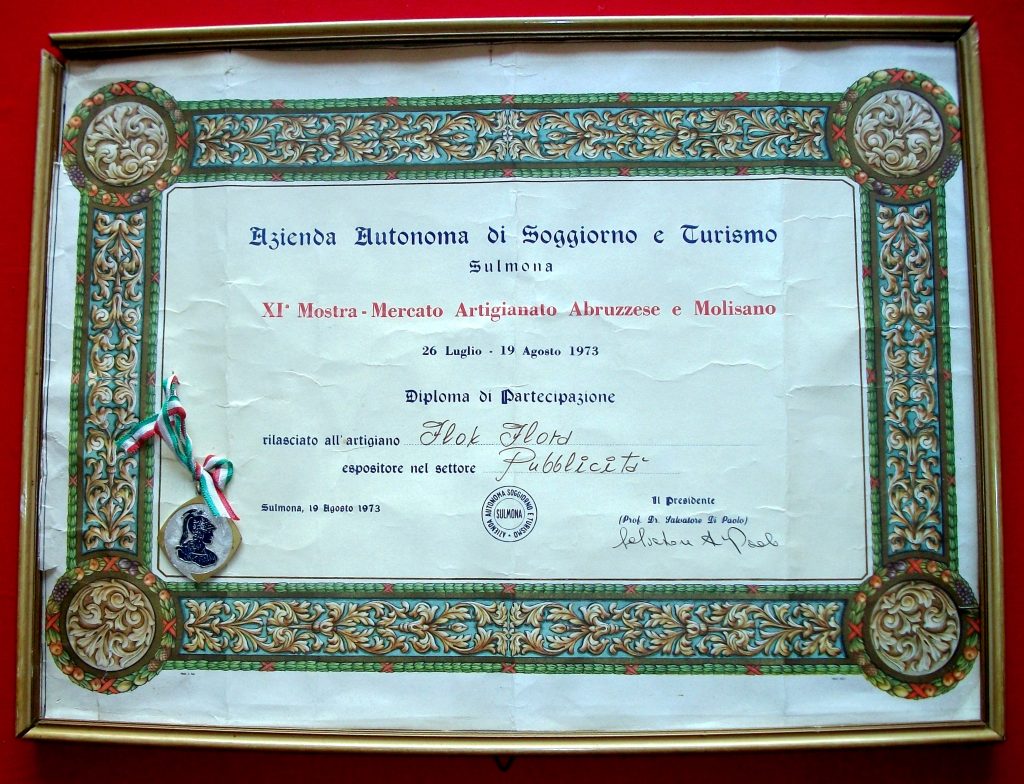 Azienda Autonoma di Soggiorno e Turismo
Sulmona
XIª Mostra - Mercato Artigianato Abruzzese e Molisano
26 Luglio - 19 Agosto 1973
Diploma di Partecipazione
rilasciato all'artigiano Flok Flora
espositore nel settore Pubblicità
Sulmona, 19 Agosto 1973
AZIENDA AUTONOMA SOGGIORNO E TURISMO
SULMONA
Il Presidente
(Prof. Dr. Salvatore Di Paolo)